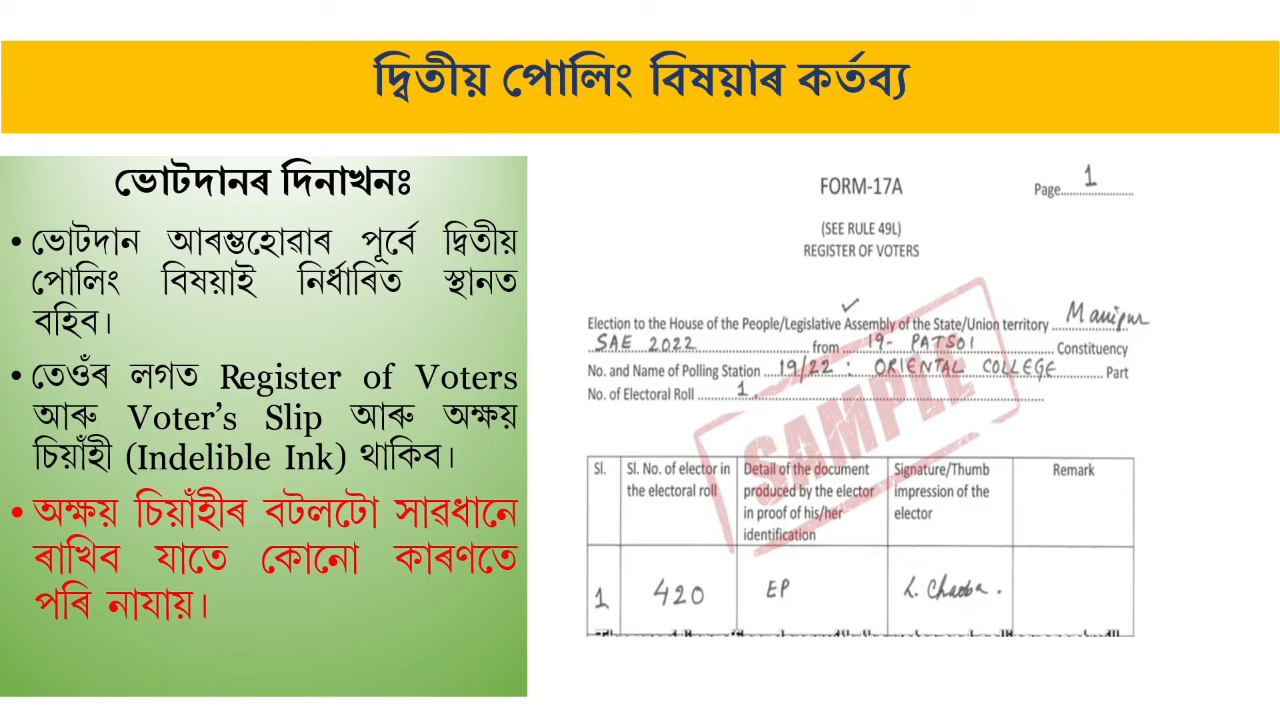 দ্বিতীয় পোলিং বিষয়াৰ কৰ্তব্য
ভোটদানৰ দিনাখনঃ
• ভোটদান আৰম্ভহোৱাৰ পূৰ্বে দ্বিতীয়
পোলিং বিষয়াই নিৰ্ধাৰিত স্থানত
বহিব।
• তেওঁৰ লগত Register of Voters
আৰু Voter’s Slip আৰু অক্ষয়
চিয়াঁহী (Indelible Ink) থাকিব।
• অক্ষয় চিয়াঁহীৰ বটলটো সাৱধানে
ৰাখিব যাতে কোনো কাৰণতে
পৰি নাযায়।
FORM-17A
Page 1
(SEE RULE 49L)
REGISTER OF VOTERS
Election to the House of the People/Legislative Assembly of the State/Union territory Manipur
SAE 2022 from 19- PATSOI Constituency
No. and Name of Polling Station 19/22. ORIENTAL COLLEGE Part
No. of Electoral Roll 1.
SAMPLE
Sl. Sl. No. of elector in Detail of the document Signature/Thumb Remark
the electoral roll produced by the elector impression of the
in proof of his/her elector
identification
1 420 EP L. Chaoba.